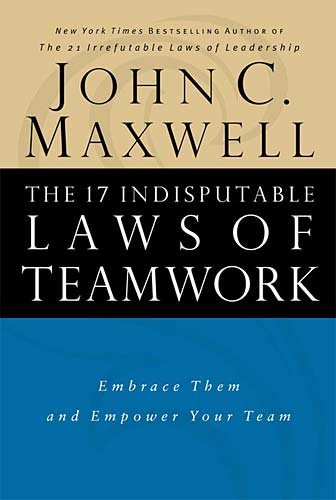 New York Times BESTSELLING AUTHOR OF
The 21 Irrefutable Laws of Leadership
JOHN C.
MAXWELL
THE 17 INDISPUTABLE
LAWS OF
TEAMWORK
Embrace Them
and Empower Your Team